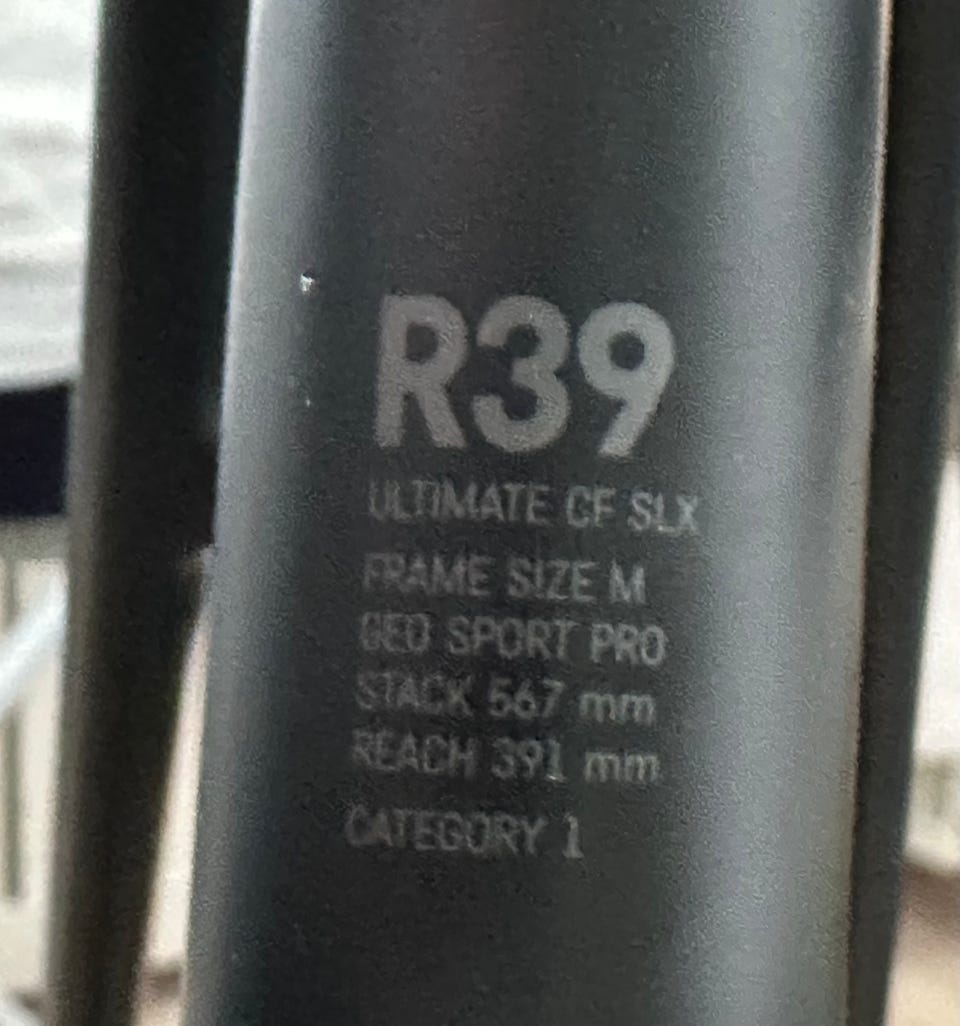 R39
ULTIMATE CF SLX
FRAME SIZE M
GEO SPORT PRO
STACK 567 mm
REACH 391 mm
CATEGORY 1